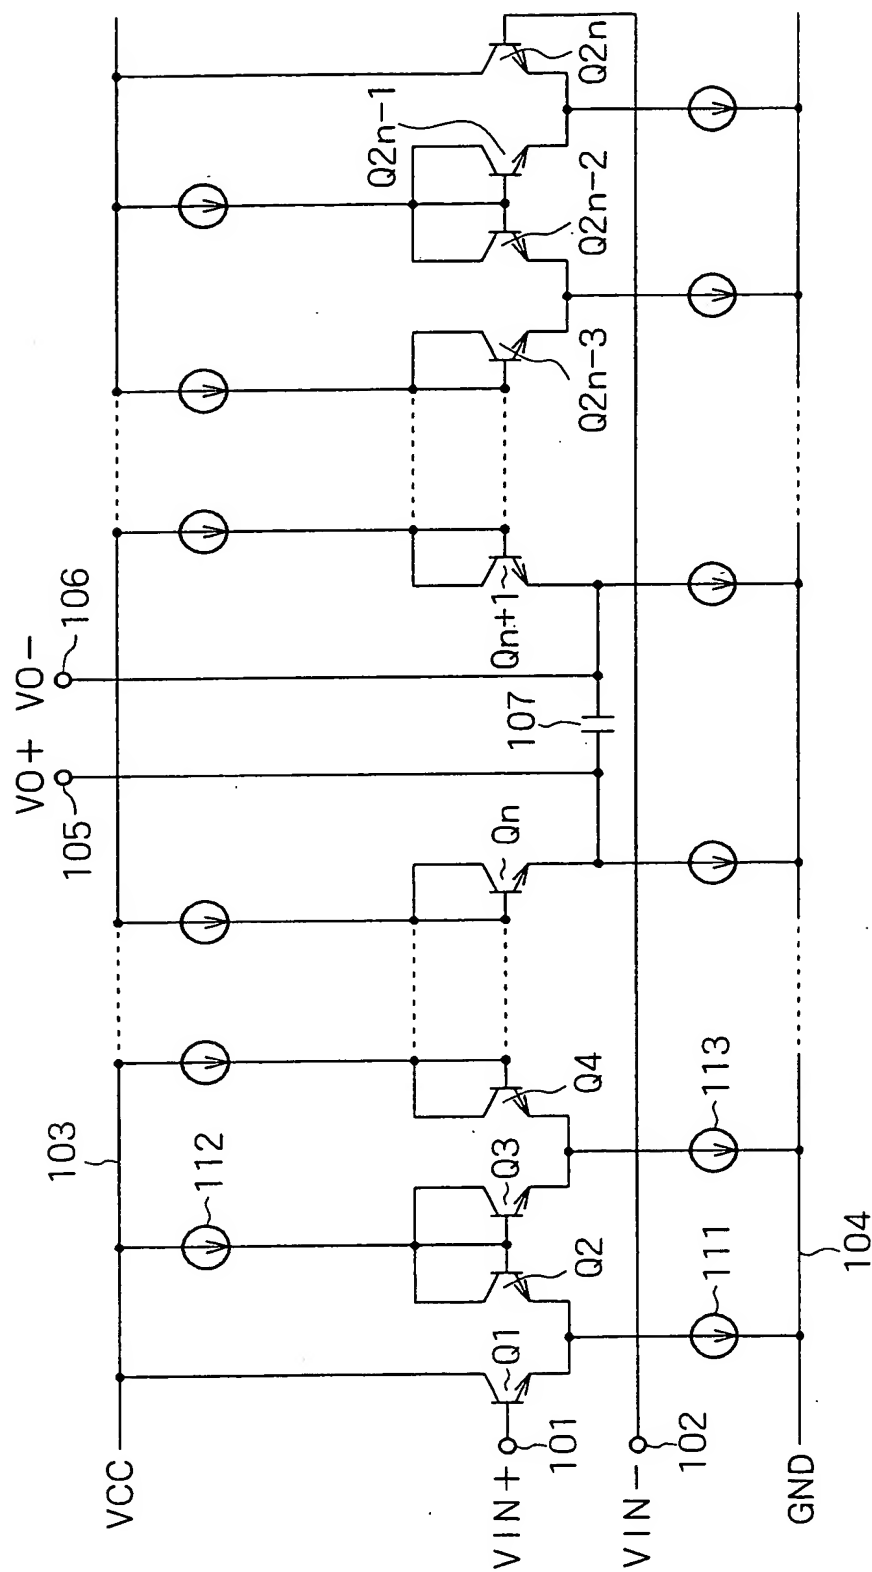 VCC
103
105
VO+
VO-
106
112
Q2n-1
VIN+
101
Q1
Q2
Q3
Q4
Qn
107
Qn+1
Q2n-3
Q2n-2
Q2n
VIN-
102
111
113
GND
104